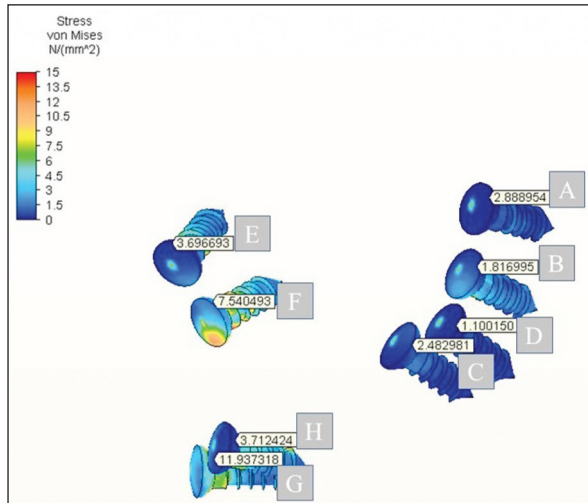 Stress
von Mises
N/(mm^2)
15
13.5
12
10.5
9
7.5
6
4.5
3
1.5
0
2.888954 A
3.696693 E
1.816995 B
7.540493 F
1.100150 D
2.482981 C
3.712424 H
11.937318
G